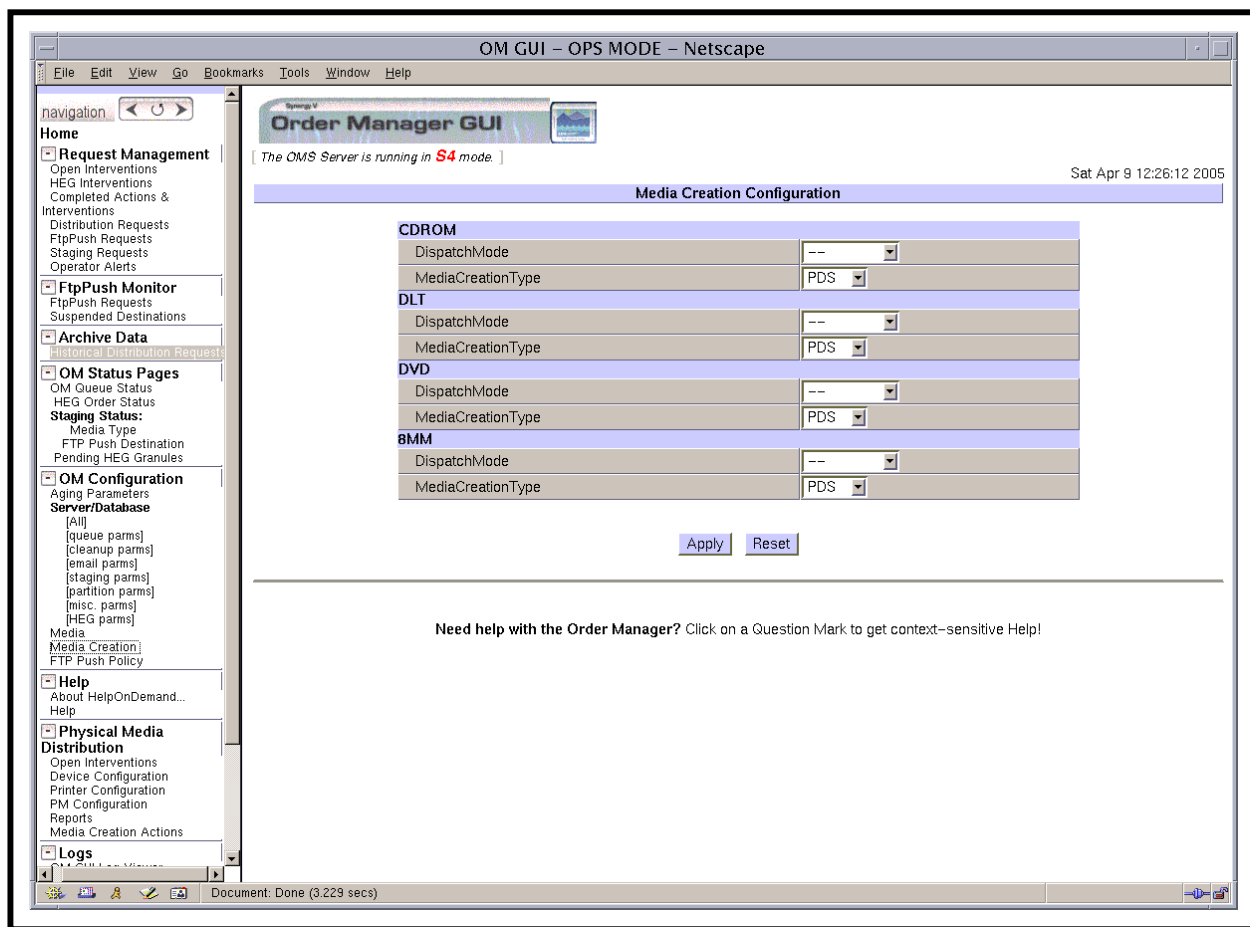 OM GUI – OPS MODE – Netscape
File Edit View Go Bookmarks Tools Window Help
navigation
Home
Request Management
Open Interventions
HEG Interventions
Completed Actions &
Interventions
Distribution Requests
FtpPush Requests
Staging Requests
Operator Alerts
FtpPush Monitor
FtpPush Requests
Suspended Destinations
Archive Data
Historical Distribution Requests
OM Status Pages
OM Queue Status
HEG Order Status
Staging Status:
Media Type
FTP Push Destination
Pending HEG Granules
OM Configuration
Aging Parameters
Server/Database
[All]
[queue parms]
[cleanup parms]
[email parms]
[staging parms]
[partition parms]
[misc. parms]
[HEG parms]
Media
Media Creation
FTP Push Policy
Help
About HelpOnDemand...
Help
Physical Media
Distribution
Open Interventions
Device Configuration
Printer Configuration
PM Configuration
Reports
Media Creation Actions
Logs
Synergy V
Order Manager GUI
[ The OMS Server is running in S4 mode. ]
Sat Apr 9 12:26:12 2005
Media Creation Configuration
CDROM
DispatchMode --
MediaCreationType PDS
DLT
DispatchMode --
MediaCreationType PDS
DVD
DispatchMode --
MediaCreationType PDS
8MM
DispatchMode --
MediaCreationType PDS
Apply Reset
Need help with the Order Manager? Click on a Question Mark to get context–sensitive Help!
Document: Done (3.229 secs)